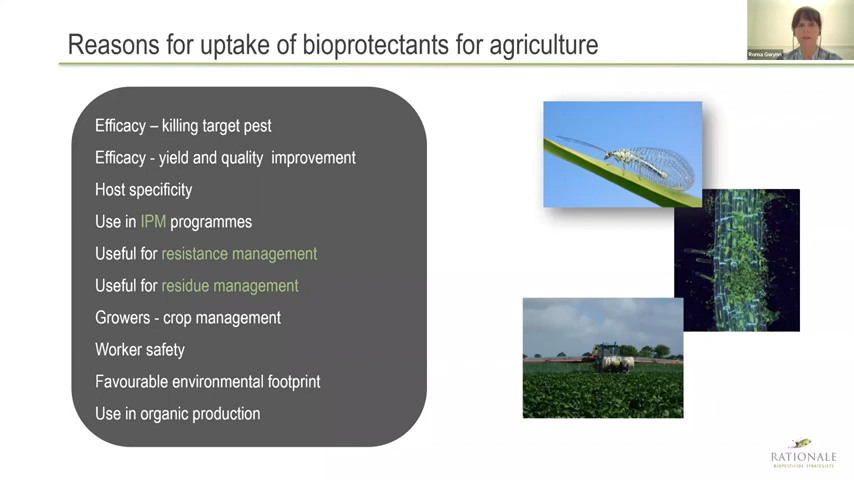 Reasons for uptake of bioprotectants for agriculture
Roma Gwynn
Efficacy – killing target pest
Efficacy - yield and quality improvement
Host specificity
Use in IPM programmes
Useful for resistance management
Useful for residue management
Growers - crop management
Worker safety
Favourable environmental footprint
Use in organic production
RATIONALE
BIOPESTICIDE STRATEGISTS